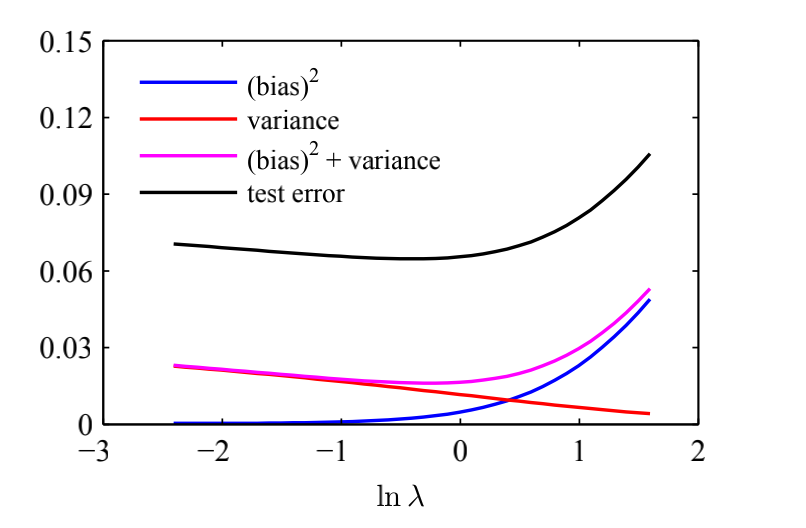 0.15
0.12
0.09
0.06
0.03
0
(bias)²
variance
(bias)² + variance
test error
−3 −2 −1 0 1 2
ln λ